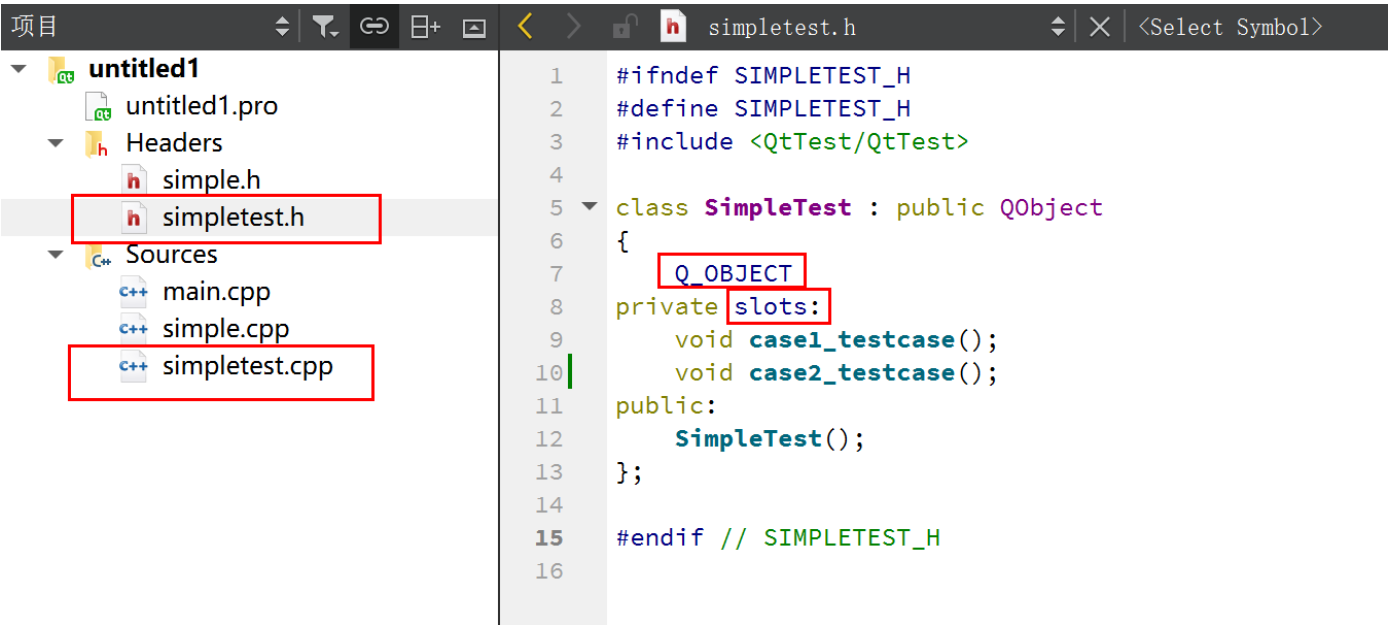 项目
simpletest.h
<Select Symbol>
untitled1
untitled1.pro
Headers
simple.h
simpletest.h
Sources
main.cpp
simple.cpp
simpletest.cpp
1 #ifndef SIMPLETEST_H
2 #define SIMPLETEST_H
3 #include <QtTest/QtTest>
4
5 class SimpleTest : public QObject
6 {
7 Q_OBJECT
8 private slots:
9 void case1_testcase();
10 void case2_testcase();
11 public:
12 SimpleTest();
13 };
14
15 #endif // SIMPLETEST_H
16